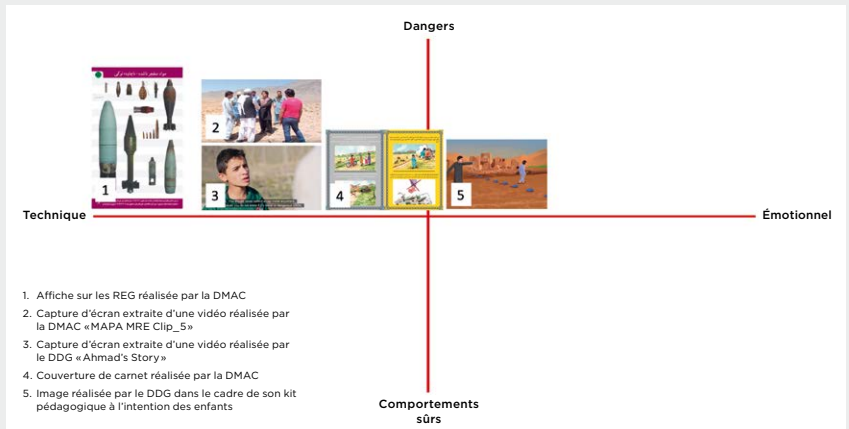 Dangers
1
2
3
4
5
Technique
Émotionnel
1. Affiche sur les REG réalisée par la DMAC
2. Capture d’écran extraite d’une vidéo réalisée par
la DMAC «MAPA MRE Clip_5»
3. Capture d’écran extraite d’une vidéo réalisée par
le DDG «Ahmad’s Story»
4. Couverture de carnet réalisée par la DMAC
5. Image réalisée par le DDG dans le cadre de son kit
pédagogique à l’intention des enfants
Comportements
sûrs